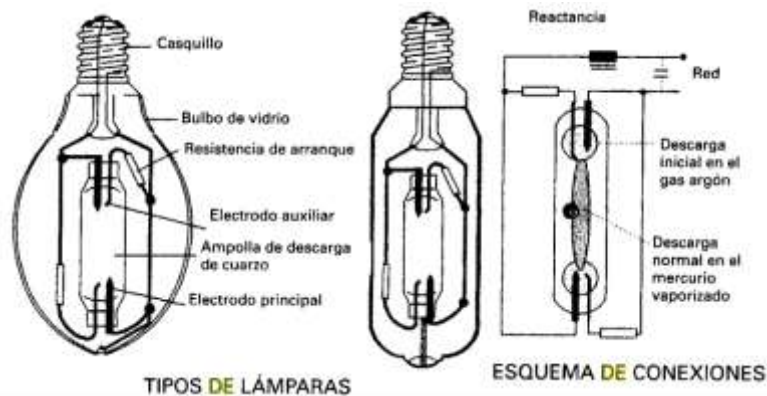 Casquillo
Bulbo de vidrio
Resistencia de arranque
Electrodo auxiliar
Ampolla de descarga
de cuarzo
Electrodo principal
TIPOS DE LÁMPARAS
Reactancia
Red
Descarga
inicial en el
gas argón
Descarga
normal en el
mercurio
vaporizado
ESQUEMA DE CONEXIONES